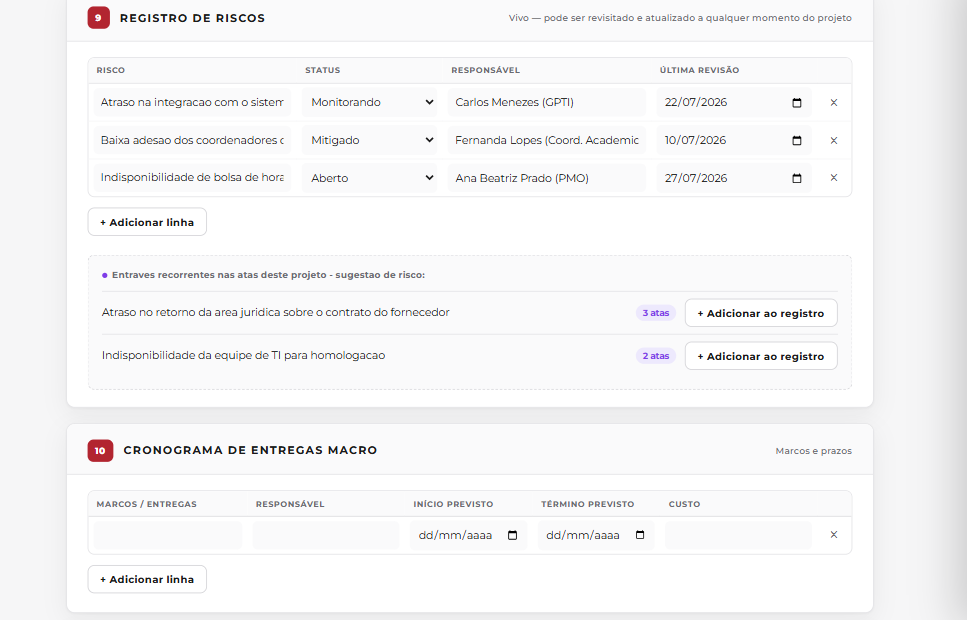 9 REGISTRO DE RISCOS Vivo — pode ser revisitado e atualizado a qualquer momento do projeto
RISCO STATUS RESPONSÁVEL ÚLTIMA REVISÃO
Atraso na integracao com o sistem Monitorando Carlos Menezes (GPTI) 22/07/2026 ×
Baixa adesao dos coordenadores c Mitigado Fernanda Lopes (Coord. Academic 10/07/2026 ×
Indisponibilidade de bolsa de hora Aberto Ana Beatriz Prado (PMO) 27/07/2026 ×
+ Adicionar linha
Entraves recorrentes nas atas deste projeto - sugestao de risco:
Atraso no retorno da area juridica sobre o contrato do fornecedor 3 atas + Adicionar ao registro
Indisponibilidade da equipe de TI para homologacao 2 atas + Adicionar ao registro
10 CRONOGRAMA DE ENTREGAS MACRO Marcos e prazos
MARCOS / ENTREGAS RESPONSÁVEL INÍCIO PREVISTO TÉRMINO PREVISTO CUSTO
dd/mm/aaaa dd/mm/aaaa ×
+ Adicionar linha